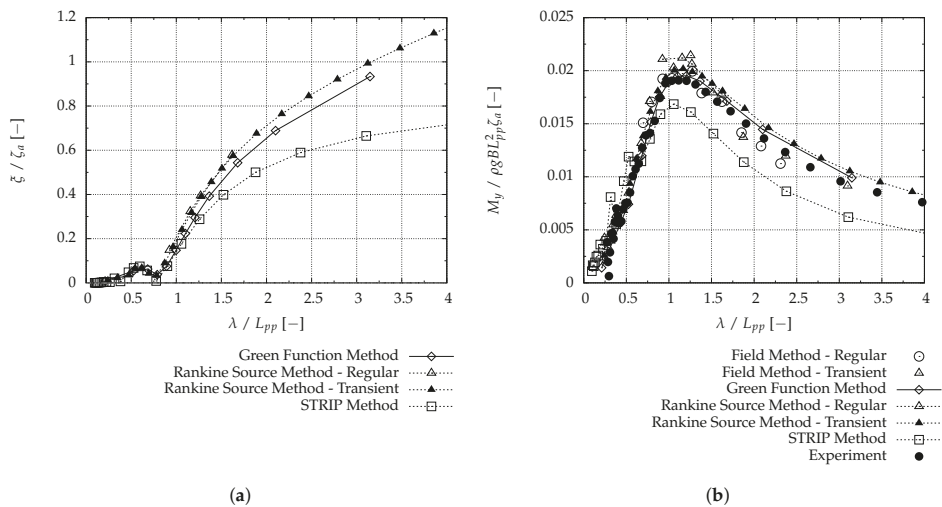 ξ / ζa [−]
1.2
1
0.8
0.6
0.4
0.2
0
0 0.5 1 1.5 2 2.5 3 3.5 4
λ / Lpp [−]
Green Function Method
Rankine Source Method - Regular
Rankine Source Method - Transient
STRIP Method
(a)
My / ρgBL²ppζa [−]
0.025
0.02
0.015
0.01
0.005
0
0 0.5 1 1.5 2 2.5 3 3.5 4
λ / Lpp [−]
Field Method - Regular
Field Method - Transient
Green Function Method
Rankine Source Method - Regular
Rankine Source Method - Transient
STRIP Method
Experiment
(b)